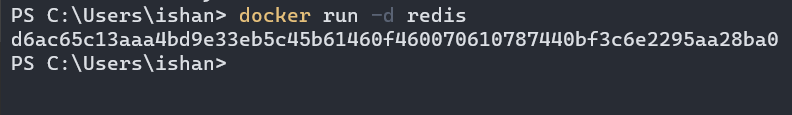 PS C:\Users\ishan> docker run -d redis
d6ac65c13aaa4bd9e33eb5c45b61460f460070610787440bf3c6e2295aa28ba0
PS C:\Users\ishan>